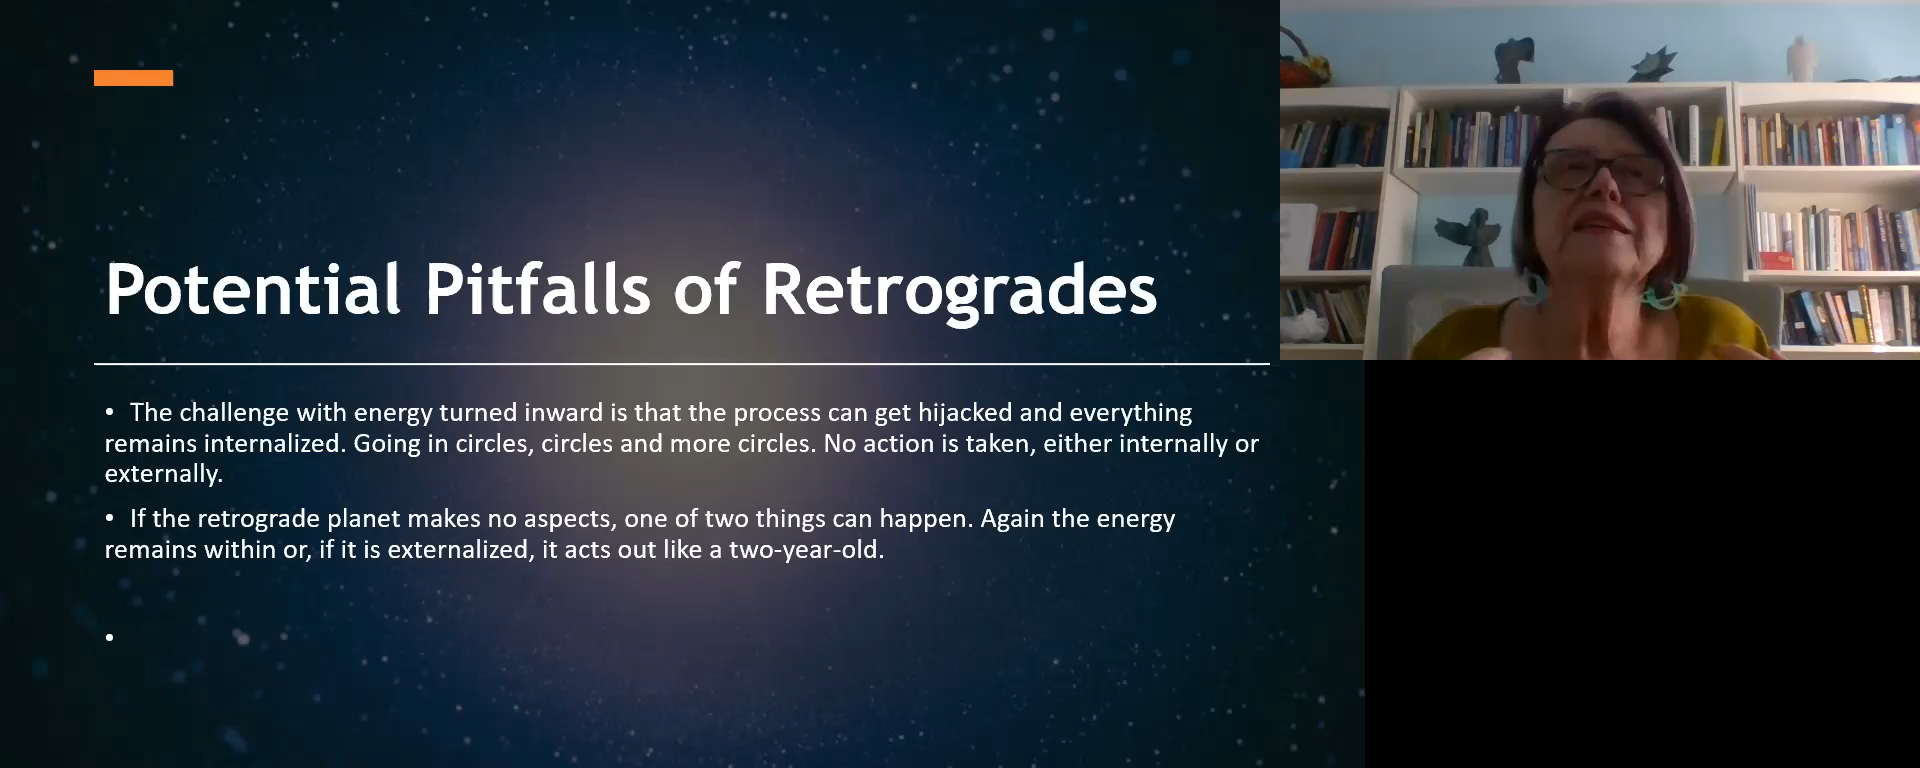 Potential Pitfalls of Retrogrades
• The challenge with energy turned inward is that the process can get hijacked and everything
remains internalized. Going in circles, circles and more circles. No action is taken, either internally or
externally.
• If the retrograde planet makes no aspects, one of two things can happen. Again the energy
remains within or, if it is externalized, it acts out like a two-year-old.
•